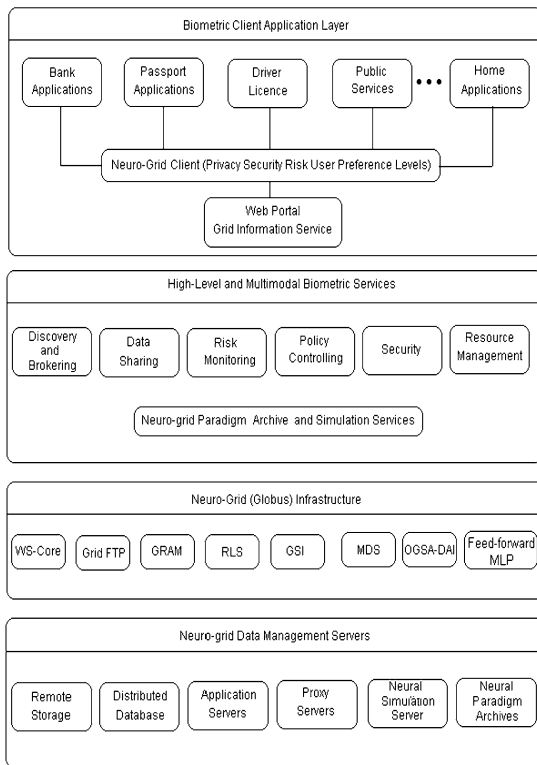 Biometric Client Application Layer
Bank
Applications
Passport
Applications
Driver
Licence
Public
Services
Home
Applications
Neuro-Grid Client (Privacy Security Risk User Preference Levels)
Web Portal
Grid Information Service
High-Level and Multimodal Biometric Services
Discovery
and
Brokering
Data
Sharing
Risk
Monitoring
Policy
Controlling
Security
Resource
Management
Neuro-grid Paradigm Archive and Simulation Services
Neuro-Grid (Globus) Infrastructure
WS-Core
Grid FTP
GRAM
RLS
GSI
MDS
OGSA-DAI
Feed-forward
MLP
Neuro-grid Data Management Servers
Remote
Storage
Distributed
Database
Application
Servers
Proxy
Servers
Neural
Simulation
Server
Neural
Paradigm
Archives